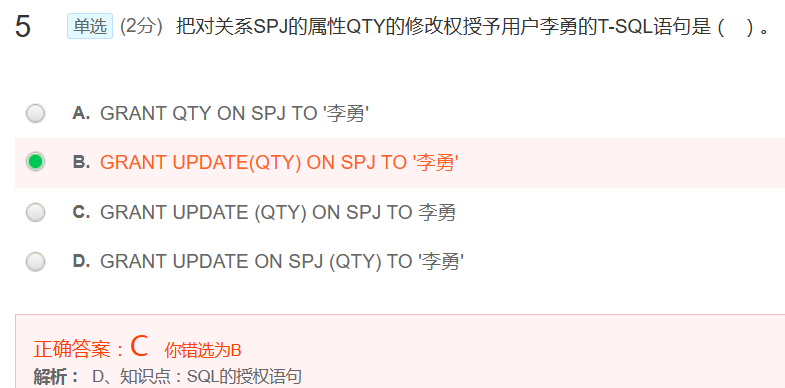 5 单选 (2分) 把对关系SPJ的属性QTY的修改权授予用户李勇的T-SQL语句是 ( ) 。
A. GRANT QTY ON SPJ TO '李勇'
B. GRANT UPDATE(QTY) ON SPJ TO '李勇'
C. GRANT UPDATE (QTY) ON SPJ TO 李勇
D. GRANT UPDATE ON SPJ (QTY) TO '李勇'
正确答案：C 你错选为B
解析： D、知识点：SQL的授权语句